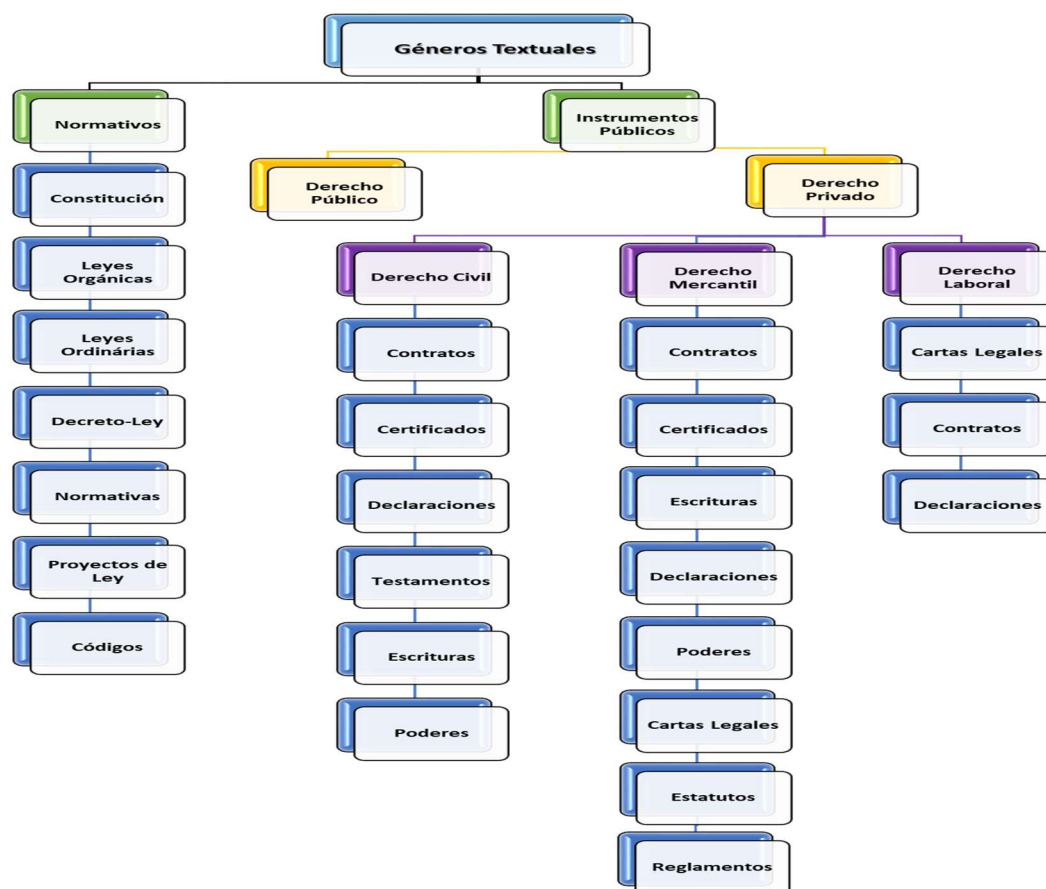 Géneros Textuales
Normativos
Instrumentos
Públicos
Derecho
Público
Derecho
Privado
Constitución
Leyes
Orgánicas
Leyes
Ordinárias
Decreto-Ley
Normativas
Proyectos de
Ley
Códigos
Derecho Civil
Contratos
Certificados
Declaraciones
Testamentos
Escrituras
Poderes
Derecho
Mercantil
Contratos
Certificados
Escrituras
Declaraciones
Poderes
Cartas Legales
Estatutos
Reglamentos
Derecho
Laboral
Cartas Legales
Contratos
Declaraciones